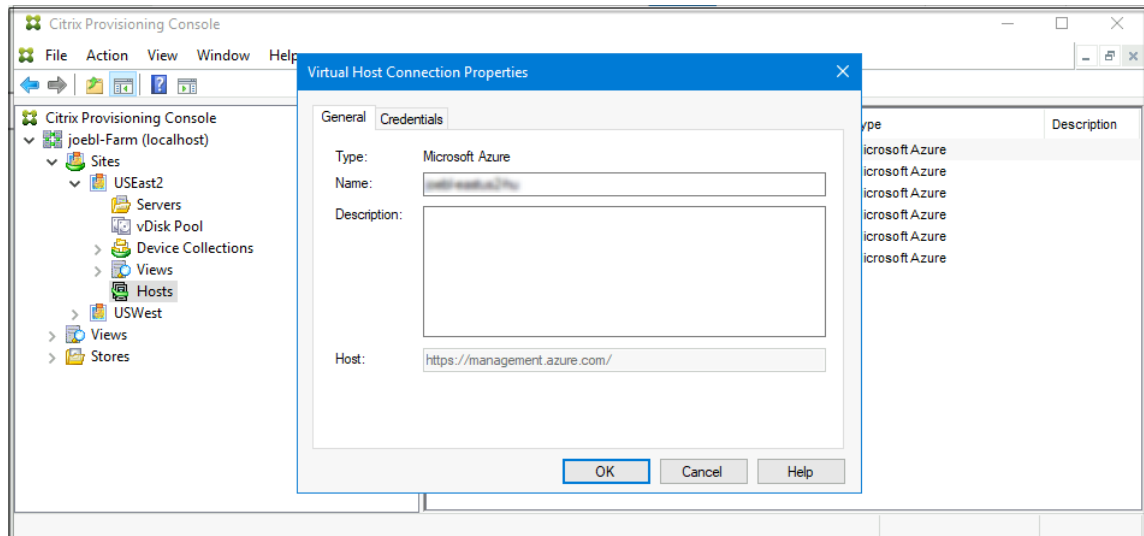 Citrix Provisioning Console
File Action View Window Help
Virtual Host Connection Properties
Citrix Provisioning Console
joebl-Farm (localhost)
Sites
USEast2
Servers
vDisk Pool
Device Collections
Views
Hosts
USWest
Views
Stores
General Credentials
Type: Microsoft Azure
Name:
Description:
Host: https://management.azure.com/
OK Cancel Help
ype Description
icrosoft Azure
icrosoft Azure
icrosoft Azure
icrosoft Azure
icrosoft Azure
icrosoft Azure